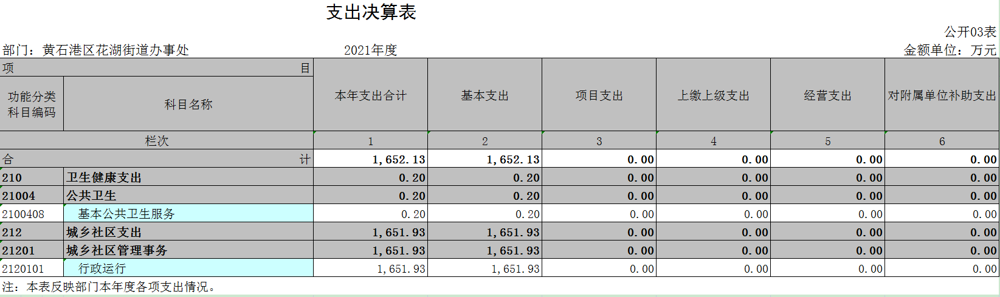 支出决算表
公开03表
部门：黄石港区花湖街道办事处 2021年度 金额单位：万元
项 目
功能分类
科目编码
科目名称 本年支出合计 基本支出 项目支出 上缴上级支出 经营支出 对附属单位补助支出
栏次 1 2 3 4 5 6
合 计 1,652.13 1,652.13 0.00 0.00 0.00 0.00
210 卫生健康支出 0.20 0.20 0.00 0.00 0.00 0.00
21004 公共卫生 0.20 0.20 0.00 0.00 0.00 0.00
2100408 基本公共卫生服务 0.20 0.20 0.00 0.00 0.00 0.00
212 城乡社区支出 1,651.93 1,651.93 0.00 0.00 0.00 0.00
21201 城乡社区管理事务 1,651.93 1,651.93 0.00 0.00 0.00 0.00
2120101 行政运行 1,651.93 1,651.93 0.00 0.00 0.00 0.00
注：本表反映部门本年度各项支出情况。